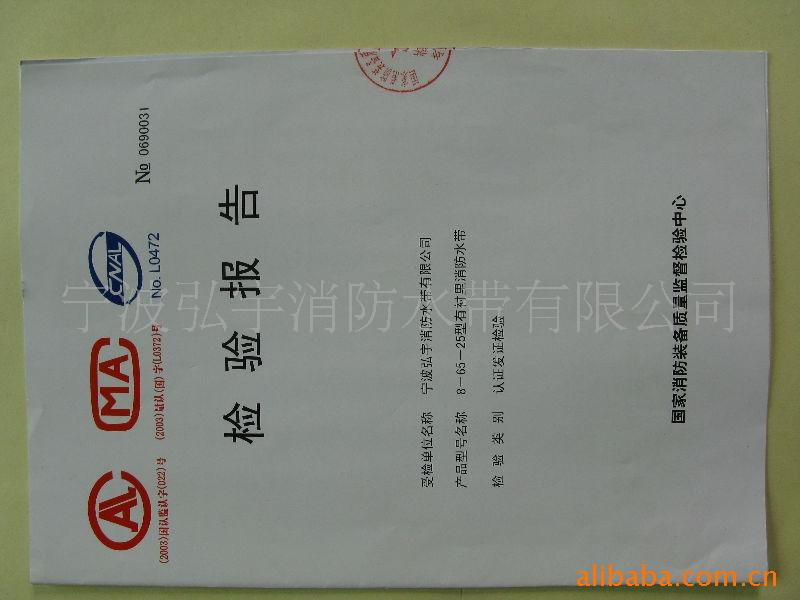 № 0690031
CNAL
No. L0472
MA
(2003)量认(国)字(L0372)号
AL
(2003)国认监认字(022)号
检验报告
受检单位名称 宁波弘宇消防水带有限公司
产品型号名称 8－65－25型有衬里消防水带
检验类别 认证发证检验
国家消防装备质量监督检验中心
宁波弘宇消防水带有限公司
alibaba.com.cn